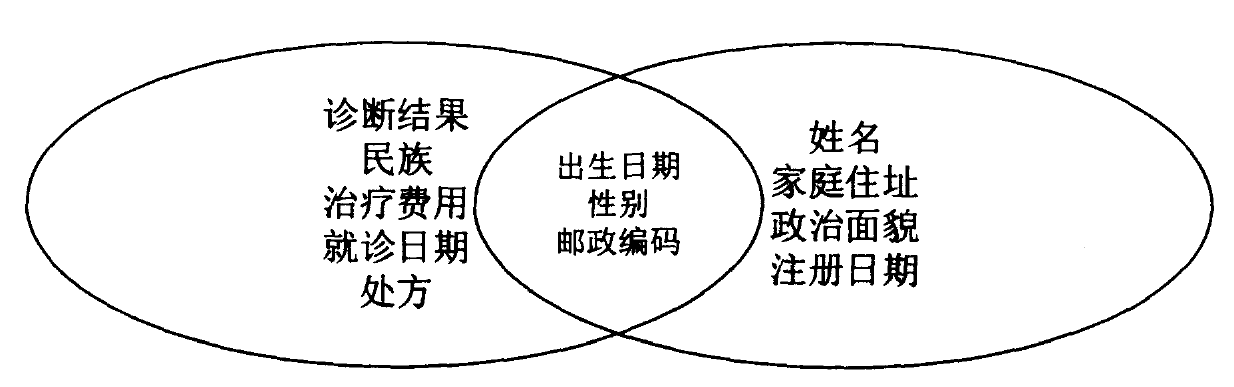 诊断结果
民族
治疗费用
就诊日期
处方
出生日期
性别
邮政编码
姓名
家庭住址
政治面貌
注册日期